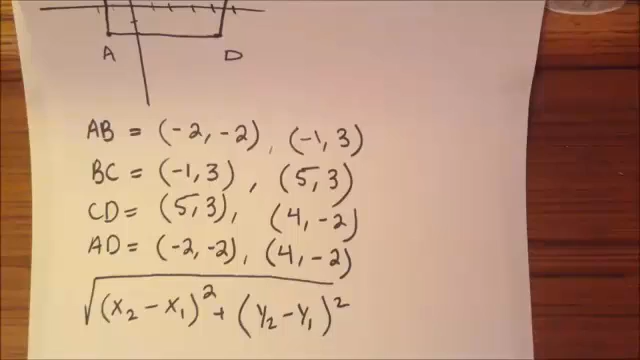 A D
AB = (-2, -2), (-1, 3)
BC = (-1, 3), (5, 3)
CD = (5, 3), (4, -2)
AD = (-2, -2), (4, -2)
√(X₂ - X₁)² + (Y₂ - Y₁)²